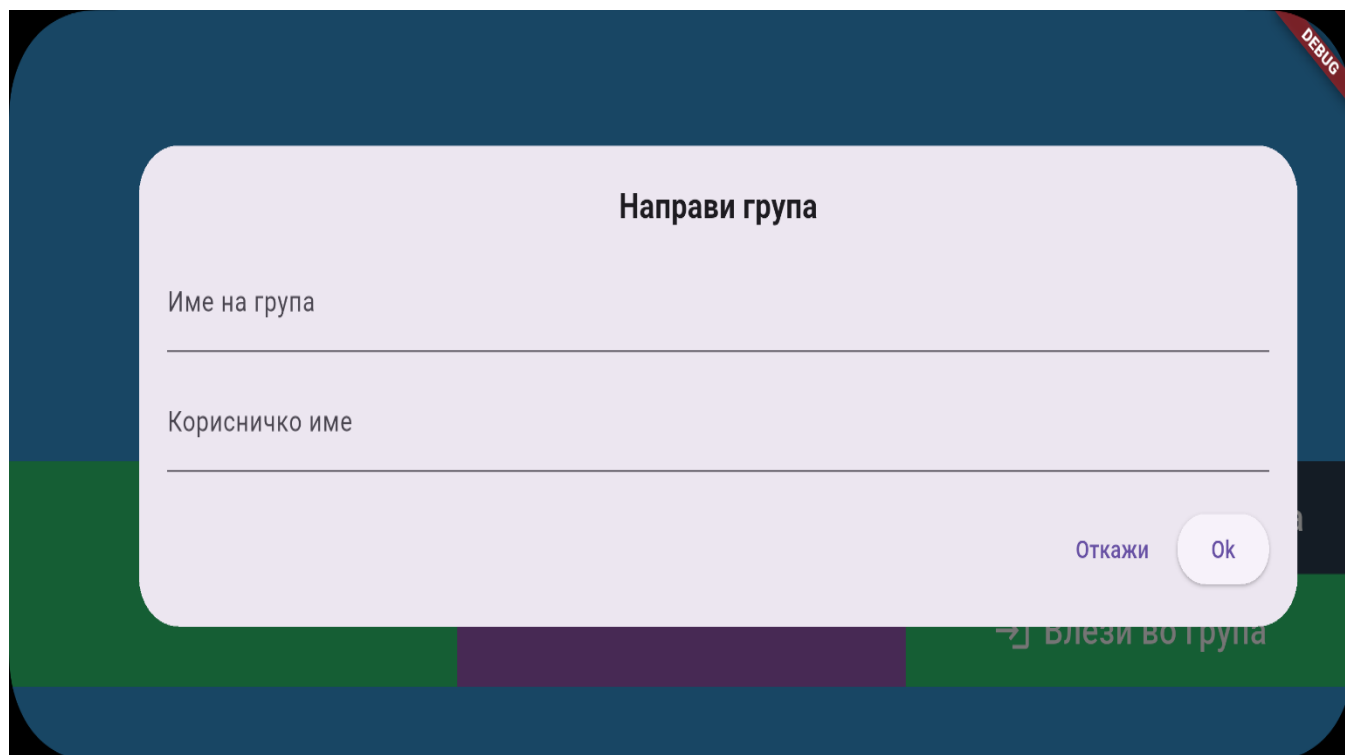 DEBUG
Направи група
Име на група
Корисничко име
Откажи
Ok
Влези во група